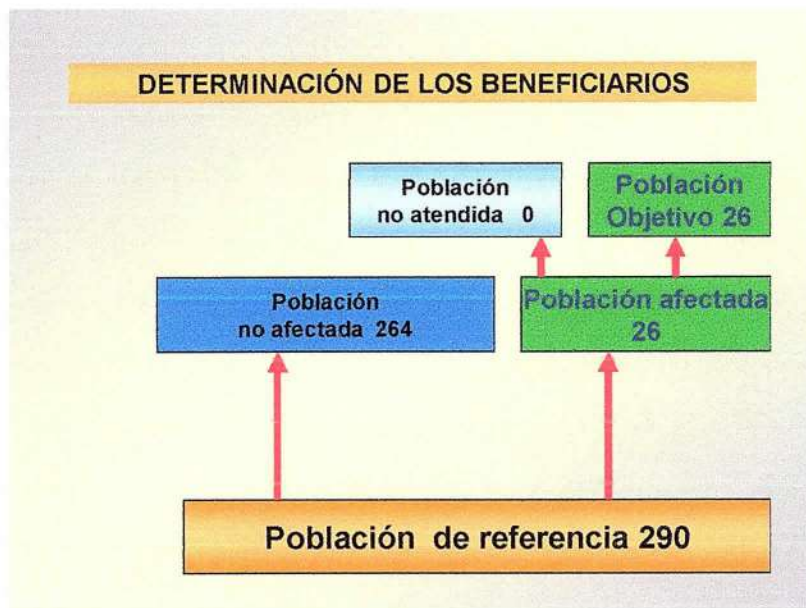 DETERMINACIÓN DE LOS BENEFICIARIOS
Población
no atendida 0
Población
Objetivo 26
Población
no afectada 264
Población afectada
26
Población de referencia 290